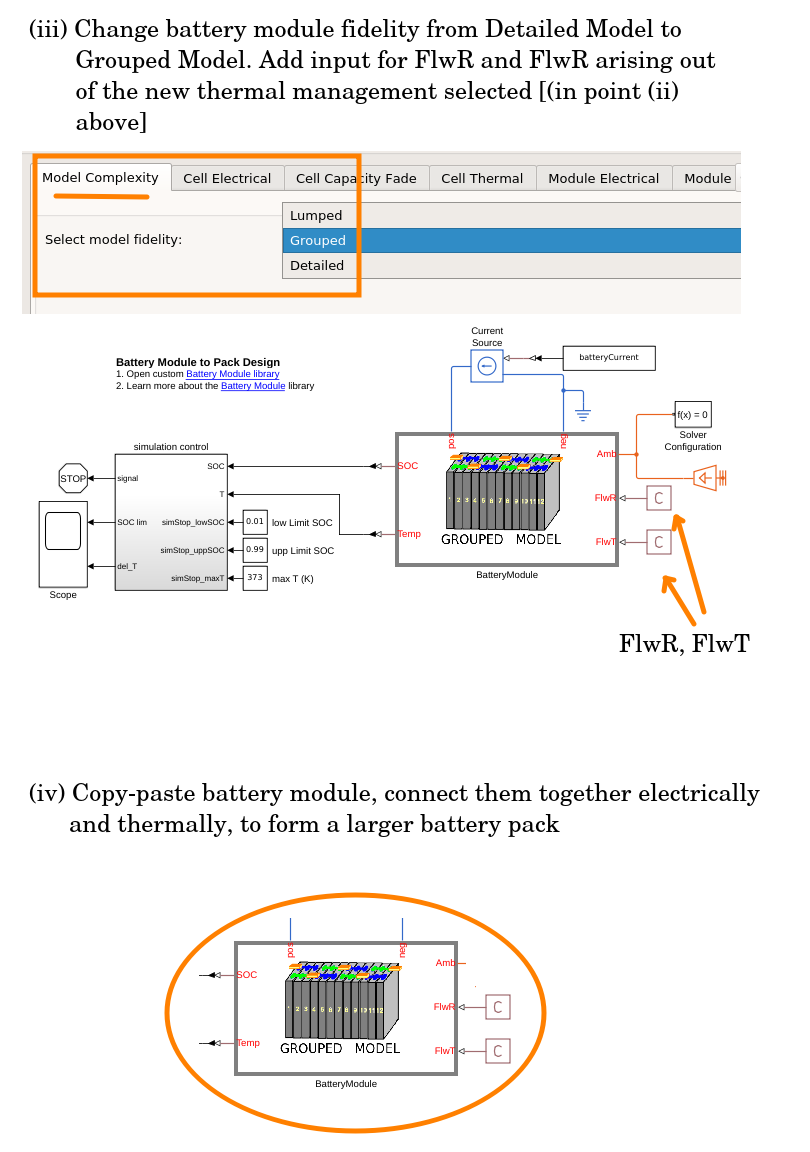 (iii) Change battery module fidelity from Detailed Model to
Grouped Model. Add input for FlwR and FlwR arising out
of the new thermal management selected [(in point (ii)
above]
Model Complexity Cell Electrical Cell Capacity Fade Cell Thermal Module Electrical Module
Lumped
Select model fidelity: Grouped
Detailed
Current
Source
batteryCurrent
Battery Module to Pack Design
1. Open custom Battery Module library
2. Learn more about the Battery Module library
f(x) = 0
Solver
Configuration
simulation control
pos neg
SOC SOC Amb
STOP signal
T
FlwR C
SOC lim simStop_lowSOC 0.01 low Limit SOC
1 2 3 4 5 6 7 8 9 10 11 12
Temp FlwT C
GROUPED MODEL
simStop_uppSOC 0.99 upp Limit SOC
del_T
simStop_maxT 373 max T (K)
BatteryModule
Scope
FlwR, FlwT
(iv) Copy-paste battery module, connect them together electrically
and thermally, to form a larger battery pack
pos neg
Amb
SOC
FlwR C
1 2 3 4 5 6 7 8 9 10 11 12
Temp FlwT C
GROUPED MODEL
BatteryModule